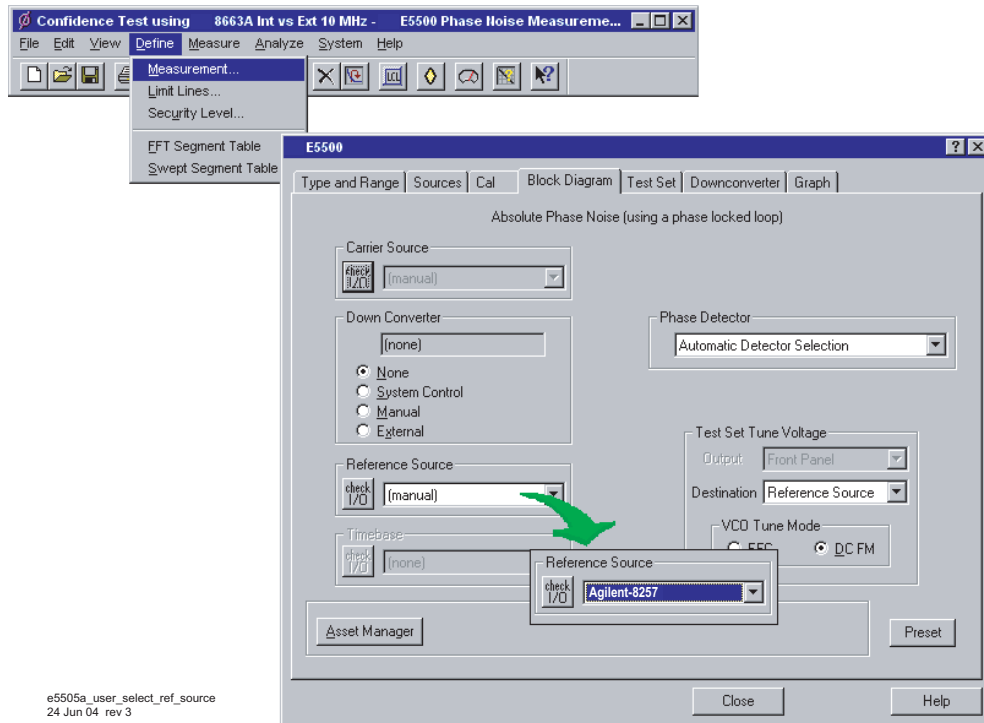 Confidence Test using 8663A Int vs Ext 10 MHz - E5500 Phase Noise Measureme...
File Edit View Define Measure Analyze System Help
Measurement...
Limit Lines...
Security Level...
FFT Segment Table
Swept Segment Table
E5500
Type and Range Sources Cal Block Diagram Test Set Downconverter Graph
Absolute Phase Noise (using a phase locked loop)
Carrier Source
check I/O (manual)
Down Converter
(none)
None
System Control
Manual
External
Phase Detector
Automatic Detector Selection
Reference Source
check I/O (manual)
Timebase
check I/O (none)
Test Set Tune Voltage
Output Front Panel
Destination Reference Source
VCO Tune Mode
EFC DC FM
Reference Source
check I/O Agilent-8257
Asset Manager
Preset
Close Help
e5505a_user_select_ref_source
24 Jun 04 rev 3